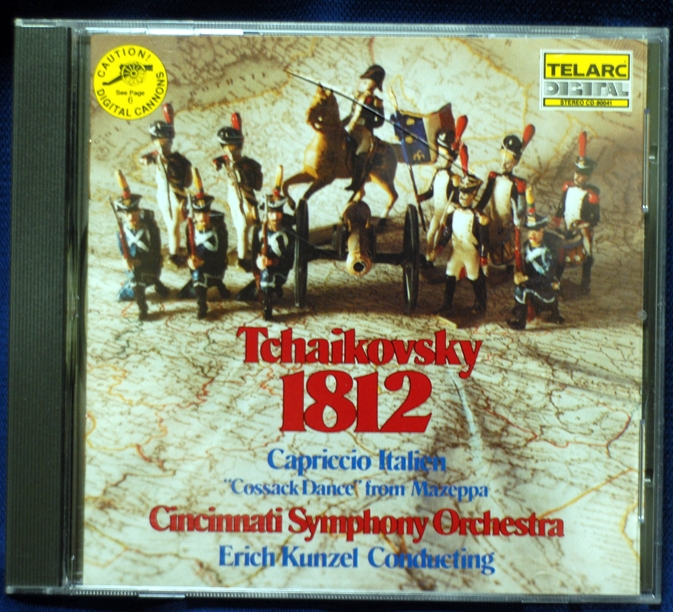 CAUTION!
See Page
6
DIGITAL CANNONS
TELARC
DIGITAL
STEREO CD-80041
Tchaikovsky
1812
Capriccio Italien
"Cossack Dance" from Mazeppa
Cincinnati Symphony Orchestra
Erich Kunzel Conducting